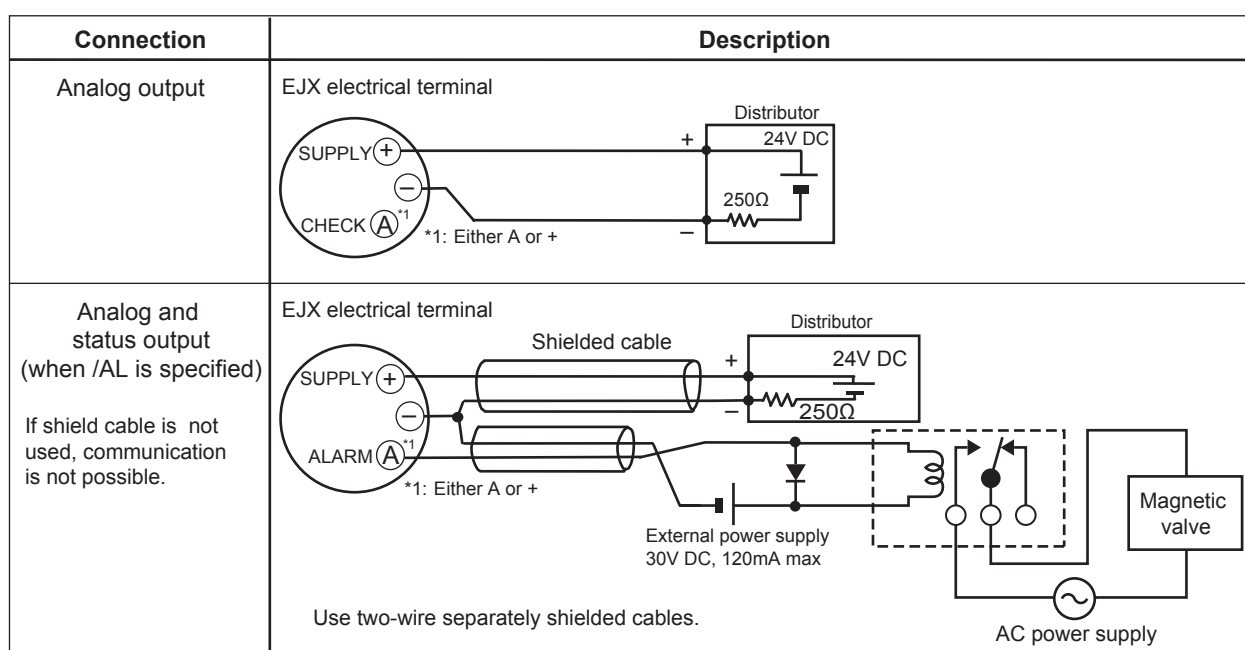 Connection
Description
Analog output
EJX electrical terminal
Distributor
24V DC
250Ω
SUPPLY +
−
CHECK A *1
*1: Either A or +
+
−
Analog and
status output
(when /AL is specified)
If shield cable is not
used, communication
is not possible.
EJX electrical terminal
Shielded cable
Distributor
24V DC
250Ω
+
−
SUPPLY +
−
ALARM A *1
*1: Either A or +
External power supply
30V DC, 120mA max
Magnetic
valve
AC power supply
Use two-wire separately shielded cables.